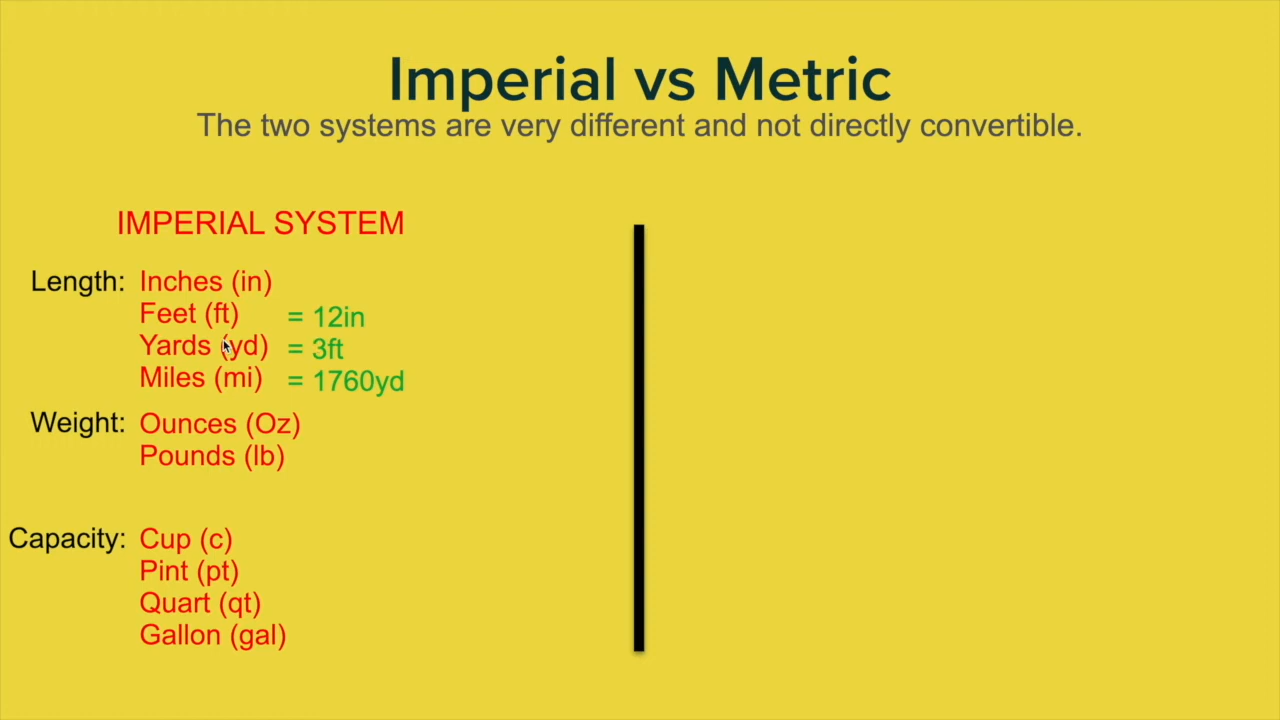 Imperial vs Metric
The two systems are very different and not directly convertible.
IMPERIAL SYSTEM
Length: Inches (in)
Feet (ft) = 12in
Yards (yd) = 3ft
Miles (mi) = 1760yd
Weight: Ounces (Oz)
Pounds (lb)
Capacity: Cup (c)
Pint (pt)
Quart (qt)
Gallon (gal)